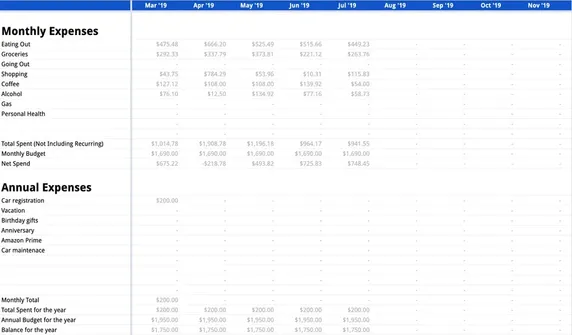 Mar '19 Apr '19 May '19 Jun '19 Jul '19 Aug '19 Sep '19 Oct '19 Nov '19
Monthly Expenses
Eating Out $475.48 $666.20 $525.49 $515.66 $449.23 - - - -
Groceries $292.33 $337.79 $373.81 $221.12 $263.76 - - - -
Going Out - - - - - - - - -
Shopping $43.75 $784.29 $53.96 $10.31 $115.83 - - - -
Coffee $127.12 $108.00 $108.00 $139.92 $54.00 - - - -
Alcohol $76.10 $12.50 $134.92 $77.16 $58.73 - - - -
Gas - - - - - - - - -
Personal Health - - - - - - - - -
- - - - - - - - -
- - - - - - - - -
Total Spent (Not Including Recurring) $1,014.78 $1,908.78 $1,196.18 $964.17 $941.55 - - - -
Monthly Budget $1,690.00 $1,690.00 $1,690.00 $1,690.00 $1,690.00 - - - -
Net Spend $675.22 -$218.78 $493.82 $725.83 $748.45 - - - -
Annual Expenses
Car registration $200.00 - - - - - - - -
Vacation - - - - - - - - -
Birthday gifts - - - - - - - - -
Anniversary - - - - - - - - -
Amazon Prime - - - - - - - - -
Car maintenace - - - - - - - - -
- - - - - - - - -
- - - - - - - - -
- - - - - - - - -
- - - - - - - - -
Monthly Total $200.00 - - - - - - - -
Total Spent for the year $200.00 $200.00 $200.00 $200.00 $200.00 - - - -
Annual Budget for the year $1,950.00 $1,950.00 $1,950.00 $1,950.00 $1,950.00 - - - -
Balance for the year $1,750.00 $1,750.00 $1,750.00 $1,750.00 $1,750.00 - - - -